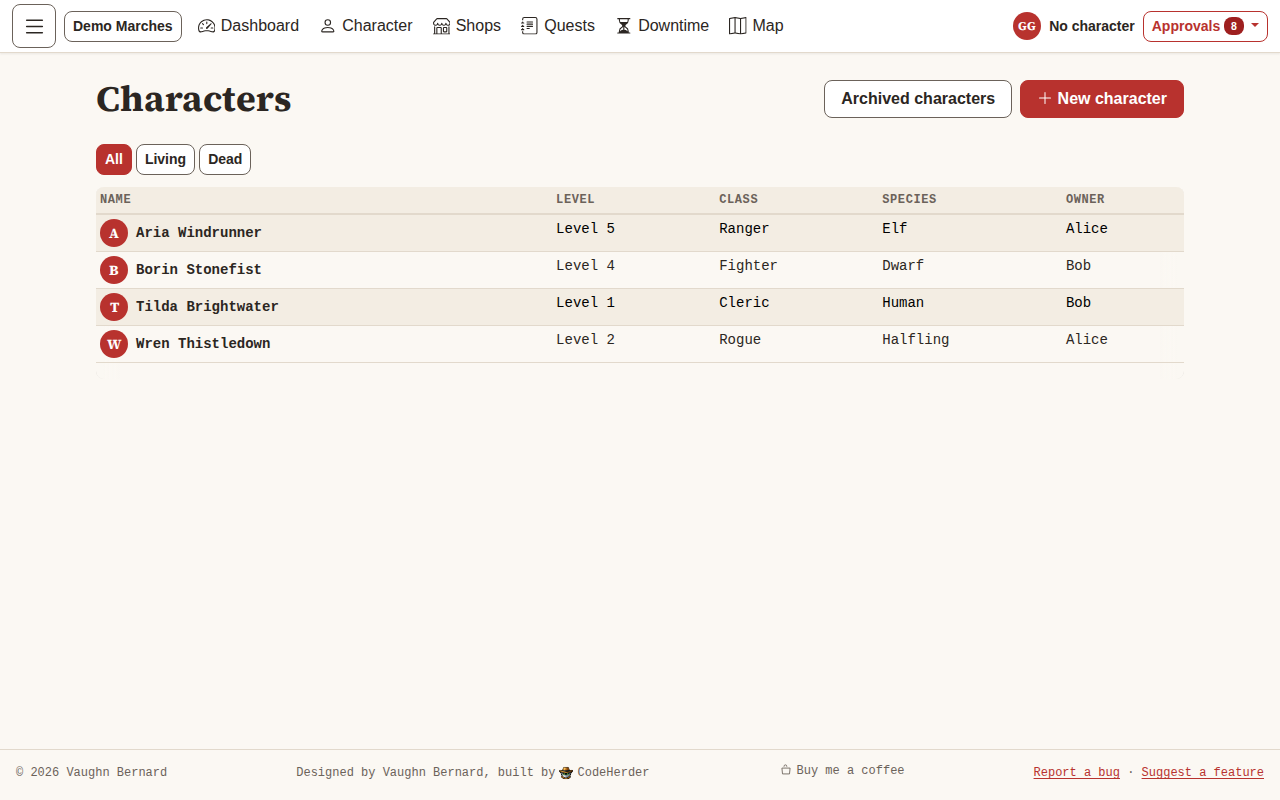 Demo Marches Dashboard Character Shops Quests Downtime Map GG No character Approvals 8
Characters Archived characters New character
All Living Dead
NAME LEVEL CLASS SPECIES OWNER
A Aria Windrunner Level 5 Ranger Elf Alice
B Borin Stonefist Level 4 Fighter Dwarf Bob
T Tilda Brightwater Level 1 Cleric Human Bob
W Wren Thistledown Level 2 Rogue Halfling Alice
© 2026 Vaughn Bernard Designed by Vaughn Bernard, built by CodeHerder Buy me a coffee Report a bug · Suggest a feature